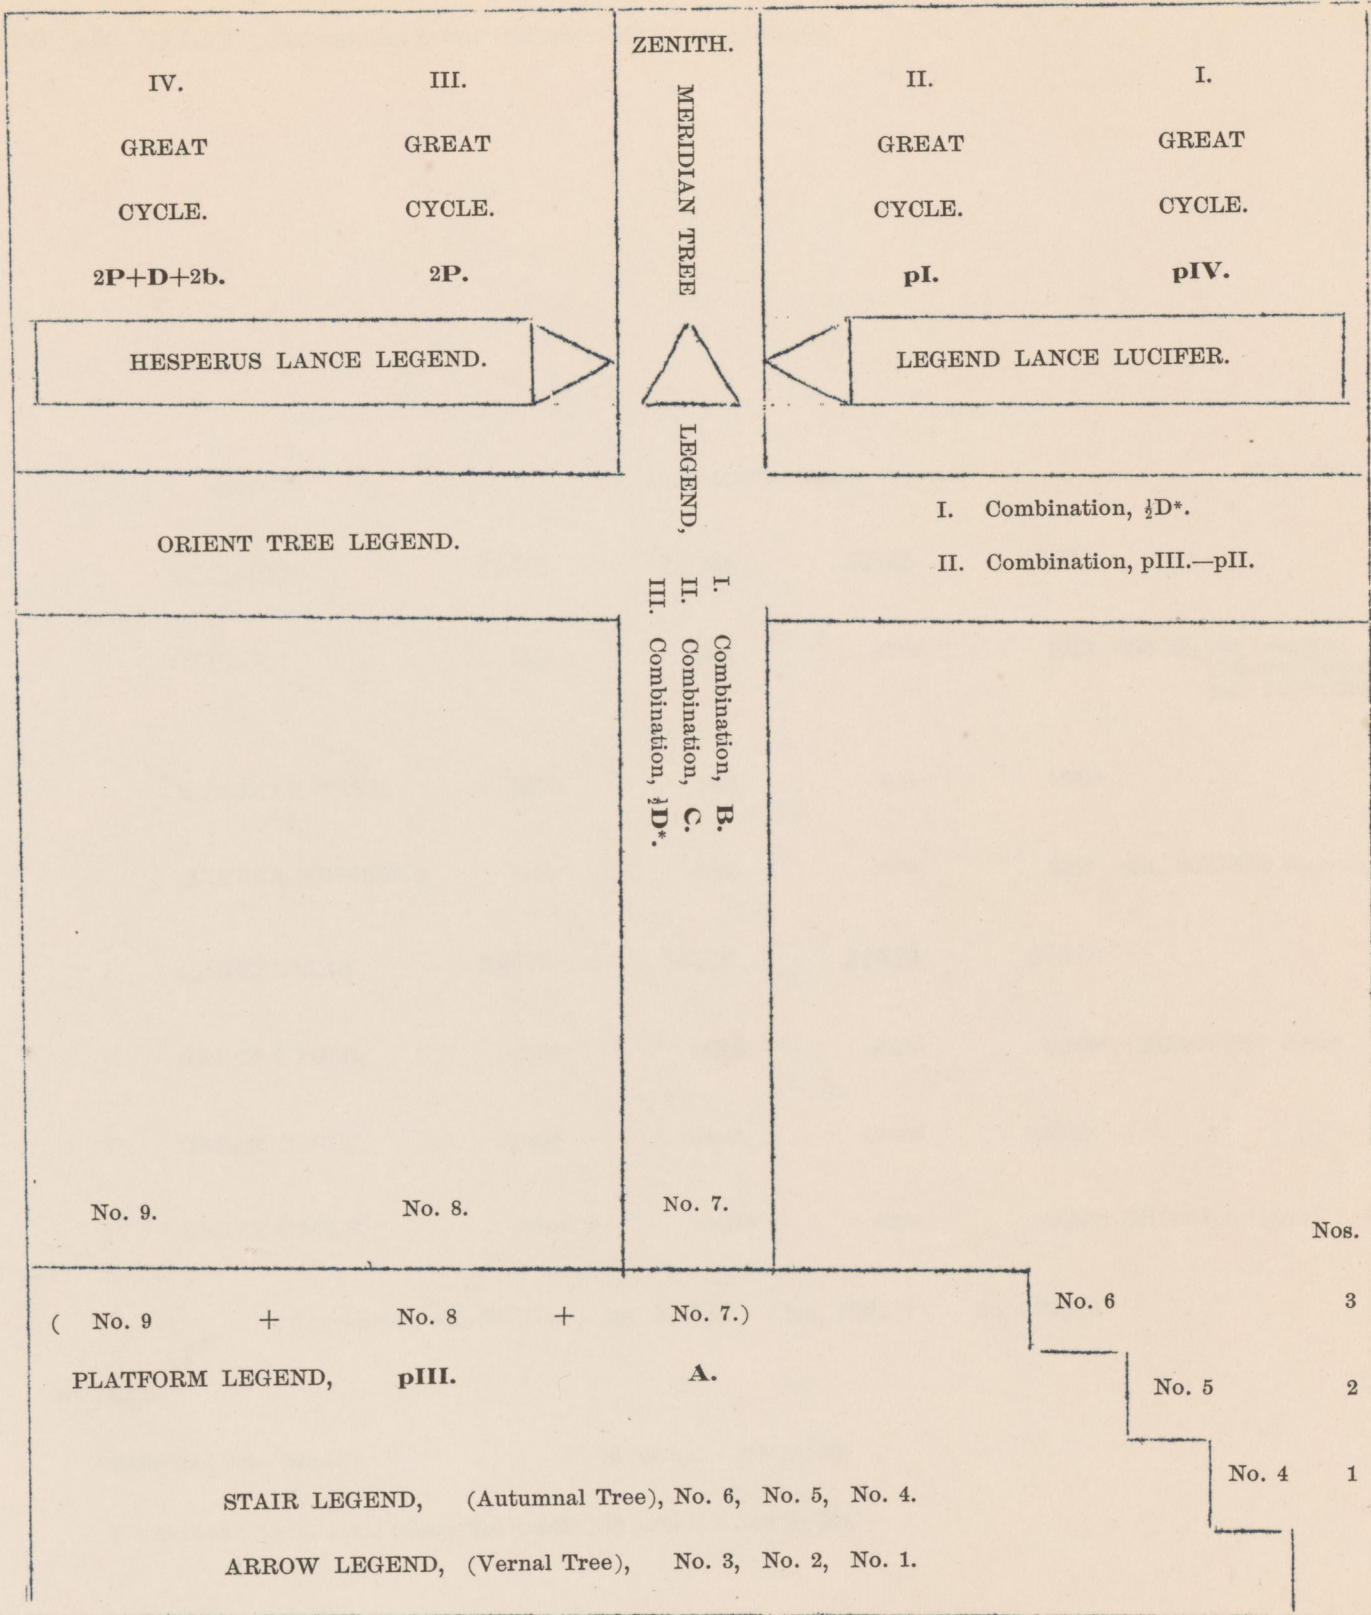 ZENITH.
IV. III. II. I.
GREAT GREAT GREAT GREAT
CYCLE. CYCLE. CYCLE. CYCLE.
2P+D+2b. 2P. pI. pIV.
MERIDIAN TREE LEGEND,
HESPERUS LANCE LEGEND. LEGEND LANCE LUCIFER.
ORIENT TREE LEGEND.
I. Combination, ½D*.
II. Combination, pIII.—pII.
I. Combination, B.
II. Combination, C.
III. Combination, ½D*.
No. 9. No. 8. No. 7.
Nos.
( No. 9 + No. 8 + No. 7.)
No. 6 3
PLATFORM LEGEND, pIII. A.
No. 5 2
No. 4 1
STAIR LEGEND, (Autumnal Tree), No. 6, No. 5, No. 4.
ARROW LEGEND, (Vernal Tree), No. 3, No. 2, No. 1.